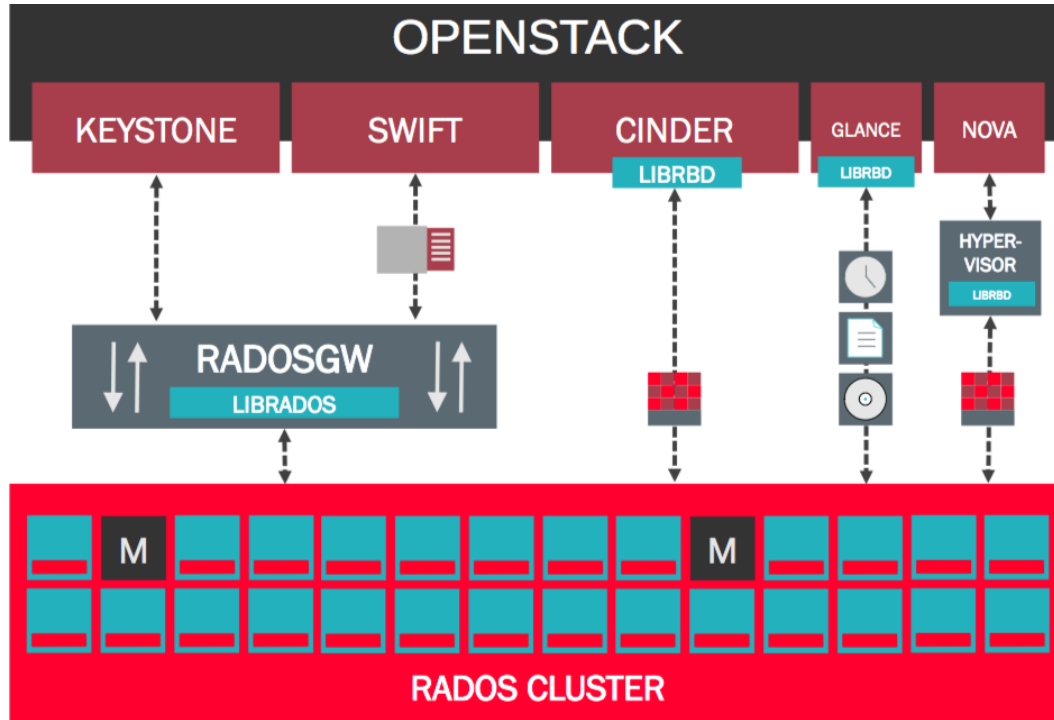 OPENSTACK
KEYSTONE
SWIFT
CINDER
GLANCE
NOVA
LIBRBD
LIBRBD
HYPER-
VISOR
LIBRBD
RADOSGW
LIBRADOS
M
M
RADOS CLUSTER